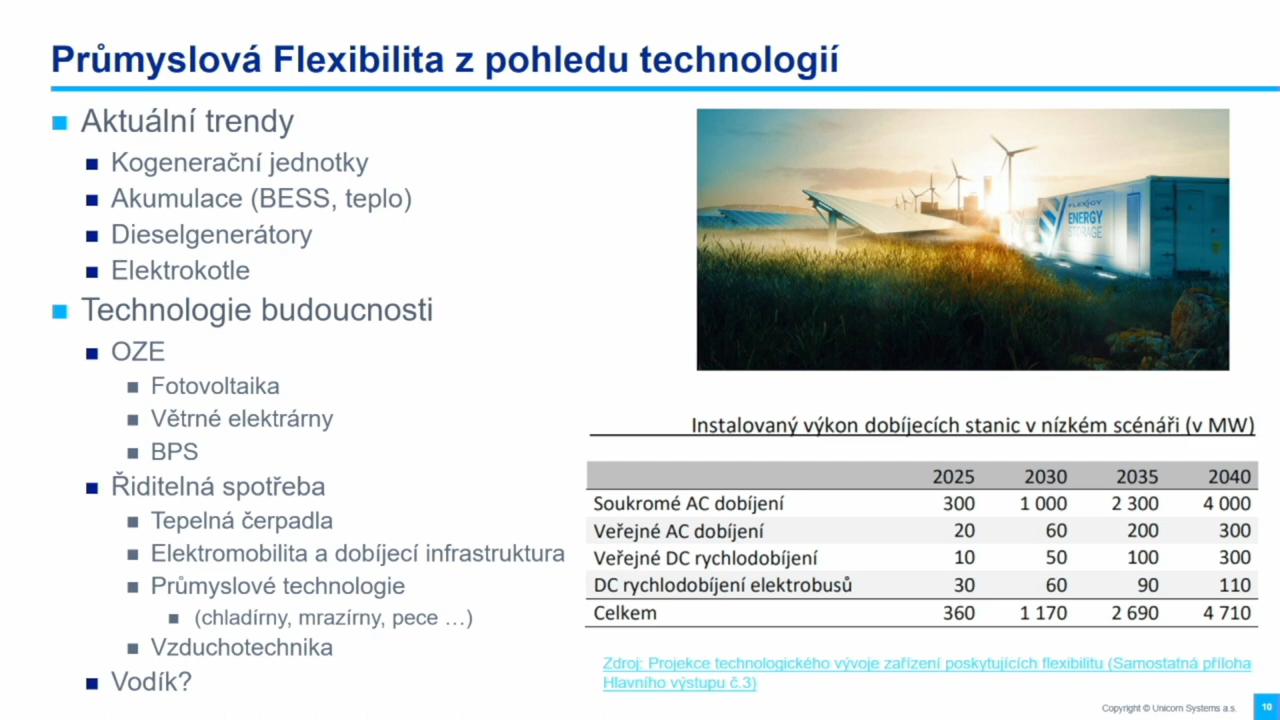 Průmyslová Flexibilita z pohledu technologií
Aktuální trendy
Kogenerační jednotky
Akumulace (BESS, teplo)
Dieselgenerátory
Elektrokotle
Technologie budoucnosti
OZE
Fotovoltaika
Větrné elektrárny
BPS
Řiditelná spotřeba
Tepelná čerpadla
Elektromobilita a dobíjecí infrastruktura
Průmyslové technologie
(chladírny, mrazírny, pece …)
Vzduchotechnika
Vodík?
FLEXJOY
ENERGY
STORAGE
Instalovaný výkon dobíjecích stanic v nízkém scénáři (v MW)
2025 2030 2035 2040
Soukromé AC dobíjení 300 1 000 2 300 4 000
Veřejné AC dobíjení 20 60 200 300
Veřejné DC rychlodobíjení 10 50 100 300
DC rychlodobíjení elektrobusů 30 60 90 110
Celkem 360 1 170 2 690 4 710
Zdroj: Projekce technologického vývoje zařízení poskytujících flexibilitu (Samostatná příloha
Hlavního výstupu č.3)
Copyright © Unicorn Systems a.s. 10